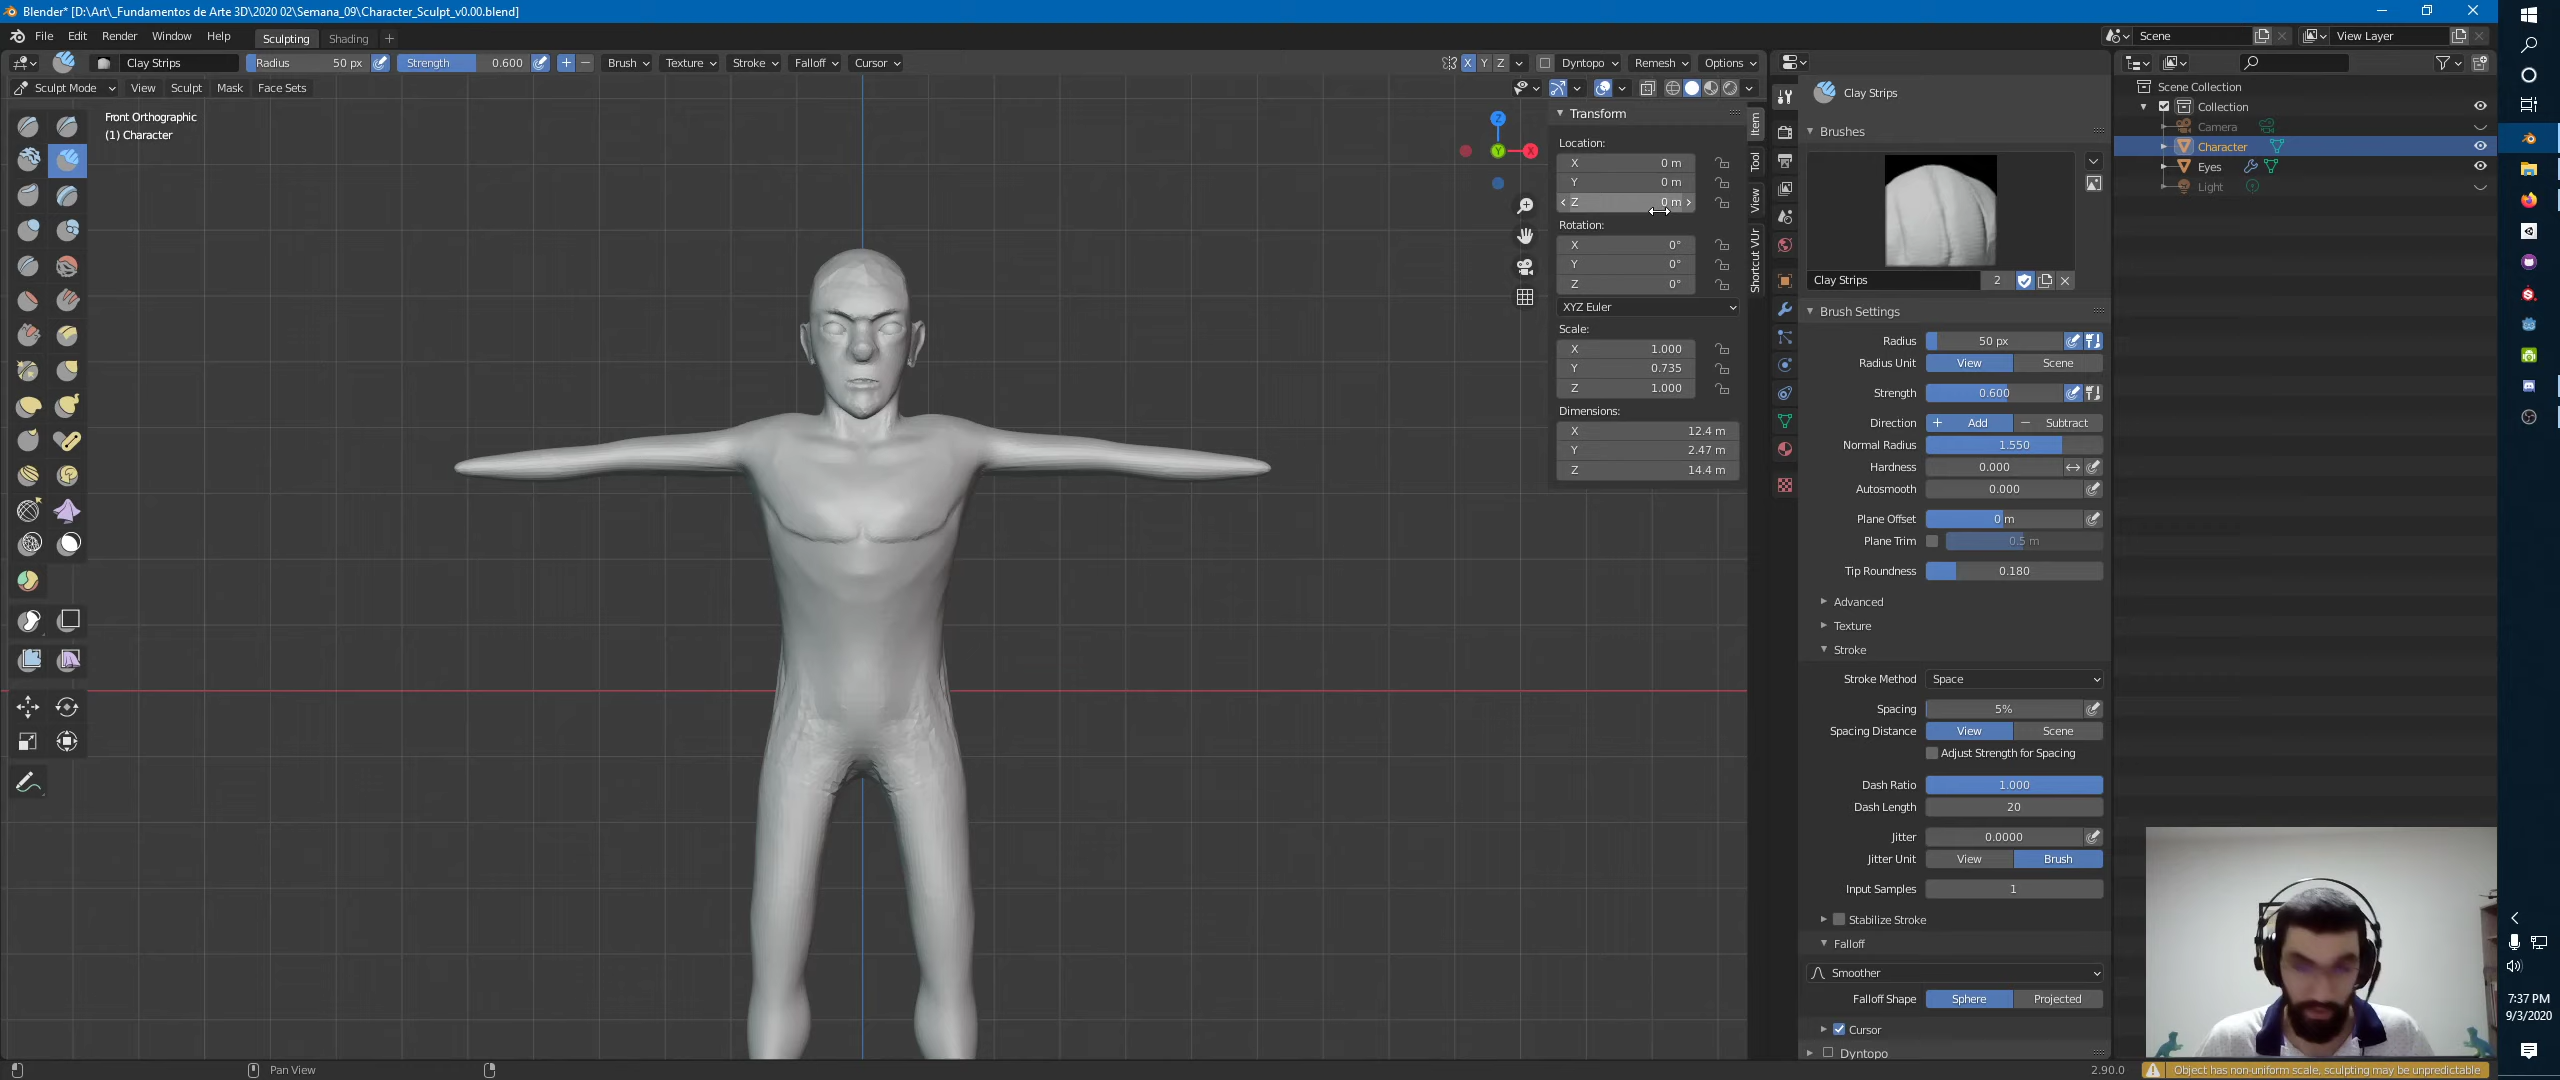 Blender* [D:\Art\_Fundamentos de Arte 3D\2020 02\Semana_09\Character_Sculpt_v0.00.blend]
File Edit Render Window Help Sculpting Shading + Scene View Layer
Clay Strips Radius 50 px Strength 0.600 + − Brush Texture Stroke Falloff Cursor X Y Z Dyntopo Remesh Options
Sculpt Mode View Sculpt Mask Face Sets
Front Orthographic
(1) Character
Z
Y
X
Transform
Location:
X 0 m
Y 0 m
Z 0 m
Rotation:
X 0°
Y 0°
Z 0°
XYZ Euler
Scale:
X 1.000
Y 0.735
Z 1.000
Dimensions:
X 12.4 m
Y 2.47 m
Z 14.4 m
Item
Tool
View
Shortcut VUr
Clay Strips
Brushes
Clay Strips 2
Brush Settings
Radius 50 px
Radius Unit View Scene
Strength 0.600
Direction + Add − Subtract
Normal Radius 1.550
Hardness 0.000
Autosmooth 0.000
Plane Offset 0 m
Plane Trim 0.5 m
Tip Roundness 0.180
Advanced
Texture
Stroke
Stroke Method Space
Spacing 5%
Spacing Distance View Scene
Adjust Strength for Spacing
Dash Ratio 1.000
Dash Length 20
Jitter 0.0000
Jitter Unit View Brush
Input Samples 1
Stabilize Stroke
Falloff
Smoother
Falloff Shape Sphere Projected
Cursor
Dyntopo
Scene Collection
Collection
Camera
Character
Eyes
Light
7:37 PM
9/3/2020
Pan View
2.90.0
Object has non-uniform scale, sculpting may be unpredictable